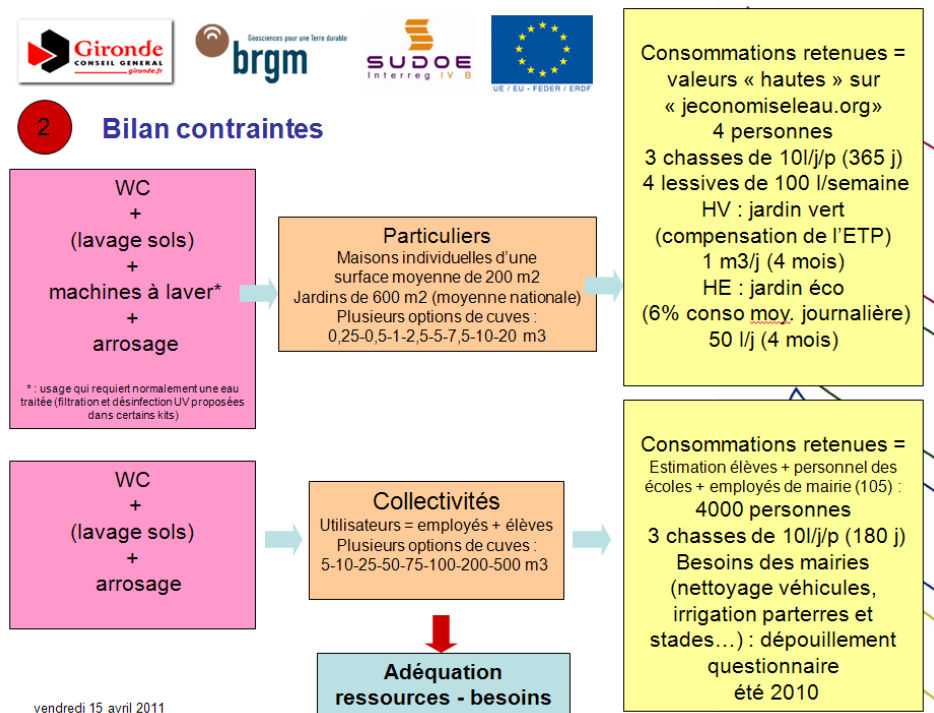 Gironde
CONSEIL GENERAL
gironde.fr
Géosciences pour une Terre durable
brgm
SUDOE
Interreg IV B
UE / EU - FEDER / ERDF
2
Bilan contraintes
WC
+
(lavage sols)
+
machines à laver*
+
arrosage
* : usage qui requiert normalement une eau
traitée (filtration et désinfection UV proposées
dans certains kits)
Particuliers
Maisons individuelles d'une
surface moyenne de 200 m2
Jardins de 600 m2 (moyenne nationale)
Plusieurs options de cuves :
0,25-0,5-1-2,5-5-7,5-10-20 m3
Consommations retenues =
valeurs « hautes » sur
« jeconomiseleau.org»
4 personnes
3 chasses de 10l/j/p (365 j)
4 lessives de 100 l/semaine
HV : jardin vert
(compensation de l'ETP)
1 m3/j (4 mois)
HE : jardin éco
(6% conso moy. journalière)
50 l/j (4 mois)
WC
+
(lavage sols)
+
arrosage
Collectivités
Utilisateurs = employés + élèves
Plusieurs options de cuves :
5-10-25-50-75-100-200-500 m3
Consommations retenues =
Estimation élèves + personnel des
écoles + employés de mairie (105) :
4000 personnes
3 chasses de 10l/j/p (180 j)
Besoins des mairies
(nettoyage véhicules,
irrigation parterres et
stades…) : dépouillement
questionnaire
été 2010
Adéquation
ressources - besoins
vendredi 15 avril 2011